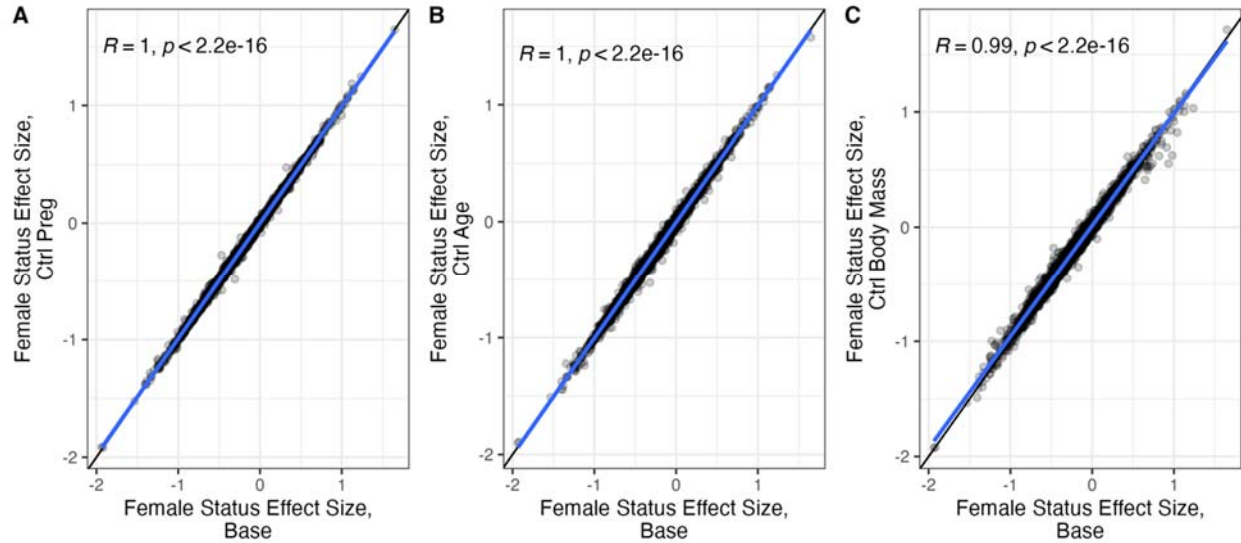 A
R = 1, p < 2.2e-16
Female Status Effect Size,
Ctrl Preg
1
0
-1
-2
-2
-1
0
1
Female Status Effect Size,
Base
B
R = 1, p < 2.2e-16
Female Status Effect Size,
Ctrl Age
1
0
-1
-2
-2
-1
0
1
Female Status Effect Size,
Base
C
R = 0.99, p < 2.2e-16
Female Status Effect Size,
Ctrl Body Mass
1
0
-1
-2
-2
-1
0
1
Female Status Effect Size,
Base